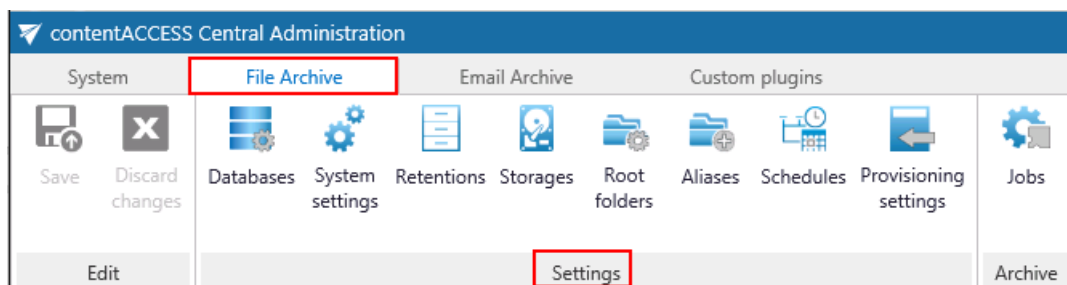 contentACCESS Central Administration
System File Archive Email Archive Custom plugins
Save Discard changes Databases System settings Retentions Storages Root folders Aliases Schedules Provisioning settings Jobs
Edit Settings Archive